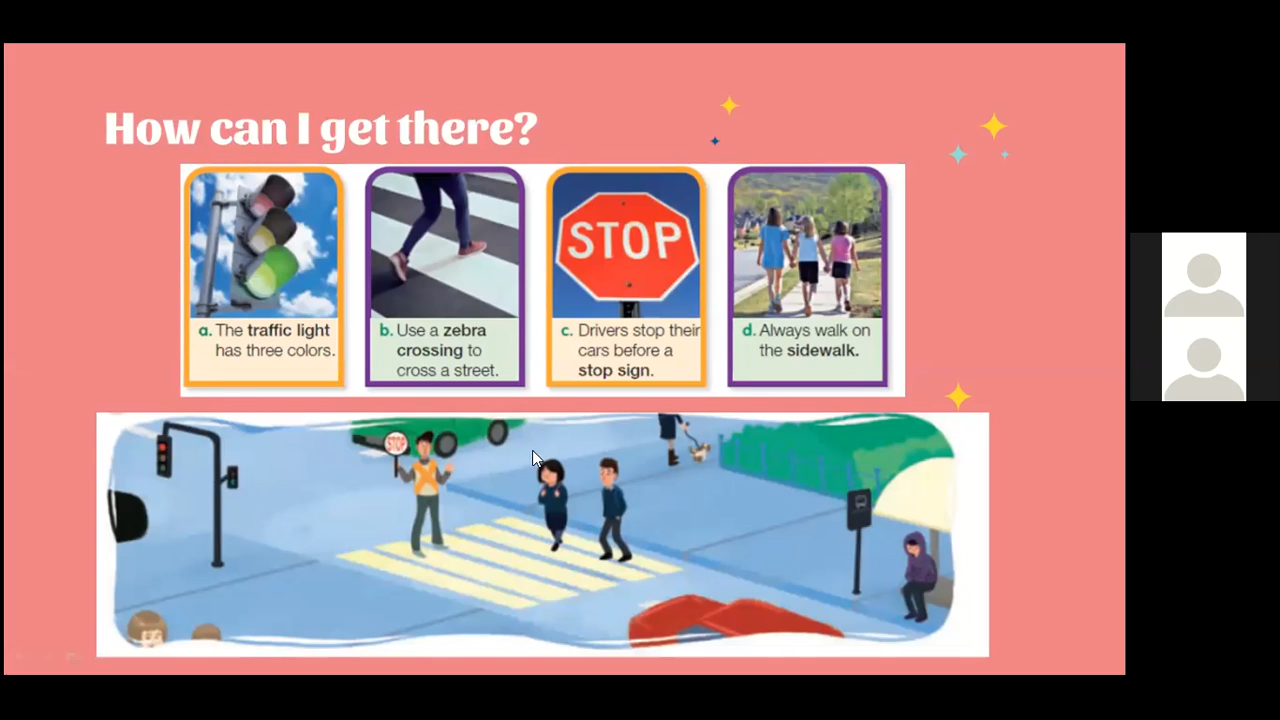 How can I get there?
STOP
a. The traffic light
has three colors.
b. Use a zebra
crossing to
cross a street.
c. Drivers stop their
cars before a
stop sign.
d. Always walk on
the sidewalk.
STOP